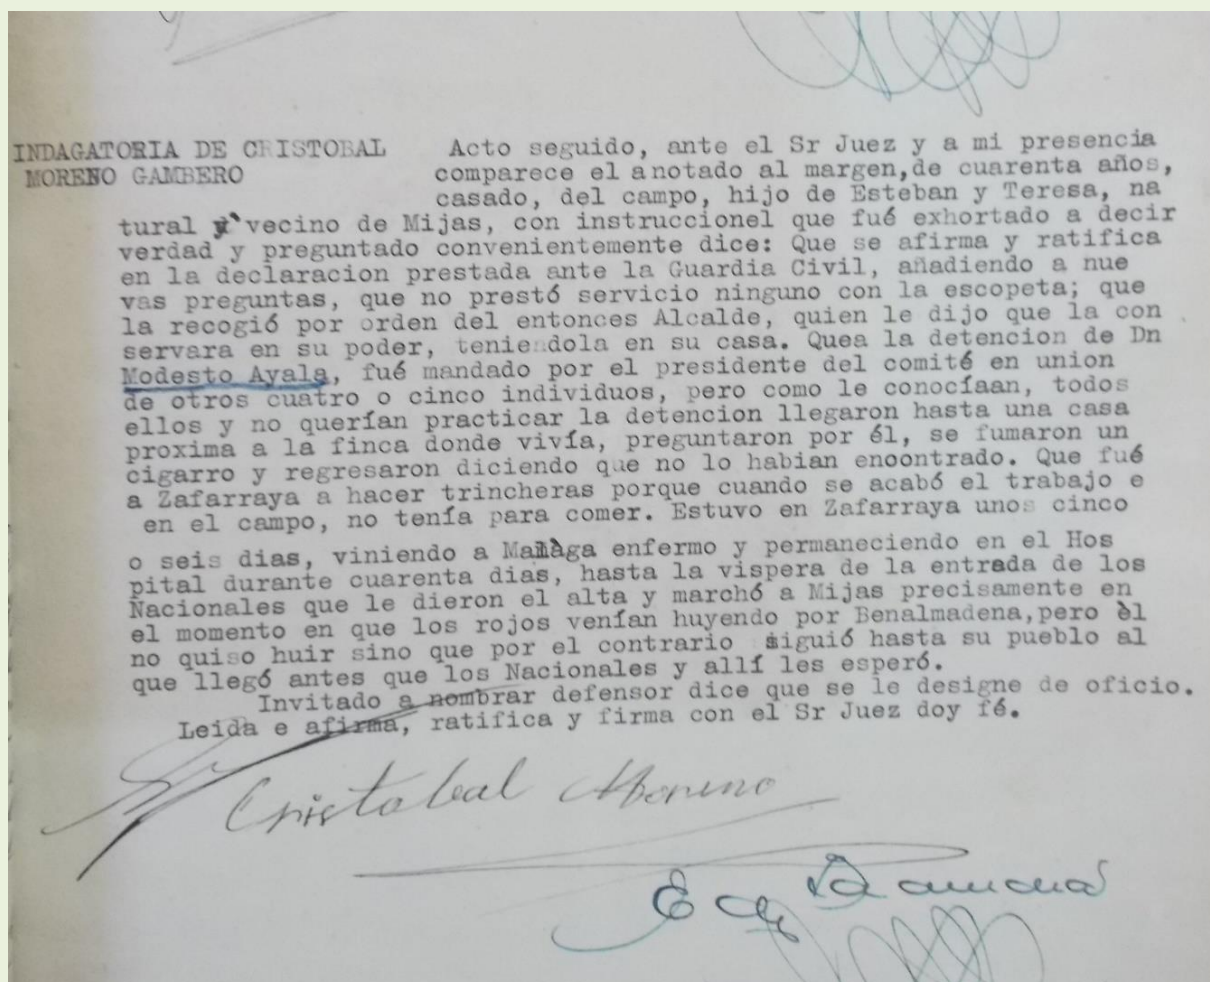 INDAGATORIA DE CRISTOBAL
MORENO GAMBERO
Acto seguido, ante el Sr Juez y a mi presencia
comparece el anotado al margen,de cuarenta años,
casado, del campo, hijo de Esteban y Teresa, na
tural y vecino de Mijas, con instruccionel que fué exhortado a decir
verdad y preguntado convenientemente dice: Que se afirma y ratifica
en la declaracion prestada ante la Guardia Civil, añadiendo a nue
vas preguntas, que no prestó servicio ninguno con la escopeta; que
la recogió por orden del entonces Alcalde, quien le dijo que la con
servara en su poder, teniendola en su casa. Quea la detencion de Dn
Modesto Ayala, fué mandado por el presidente del comité en union
de otros cuatro o cinco individuos, pero como le conocíaan, todos
ellos y no querían practicar la detencion llegaron hasta una casa
proxima a la finca donde vivía, preguntaron por él, se fumaron un
cigarro y regresaron diciendo que no lo habian enoontrado. Que fué
a Zafarraya a hacer trincheras porque cuando se acabó el trabajo e
en el campo, no tenía para comer. Estuvo en Zafarraya unos cinco
o seis dias, viniendo a Malàga enfermo y permaneciendo en el Hos
pital durante cuarenta dias, hasta la vispera de la entrada de los
Nacionales que le dieron el alta y marchó a Mijas precisamente en
el momento en que los rojos venían huyendo por Benalmadena,pero èl
no quiso huir sino que por el contrario siguió hasta su pueblo al
que llegó antes que los Nacionales y allí les esperó.
Invitado a nombrar defensor dice que se le designe de oficio.
Leida e afirma, ratifica y firma con el Sr Juez doy fé.
Cristobal Moreno